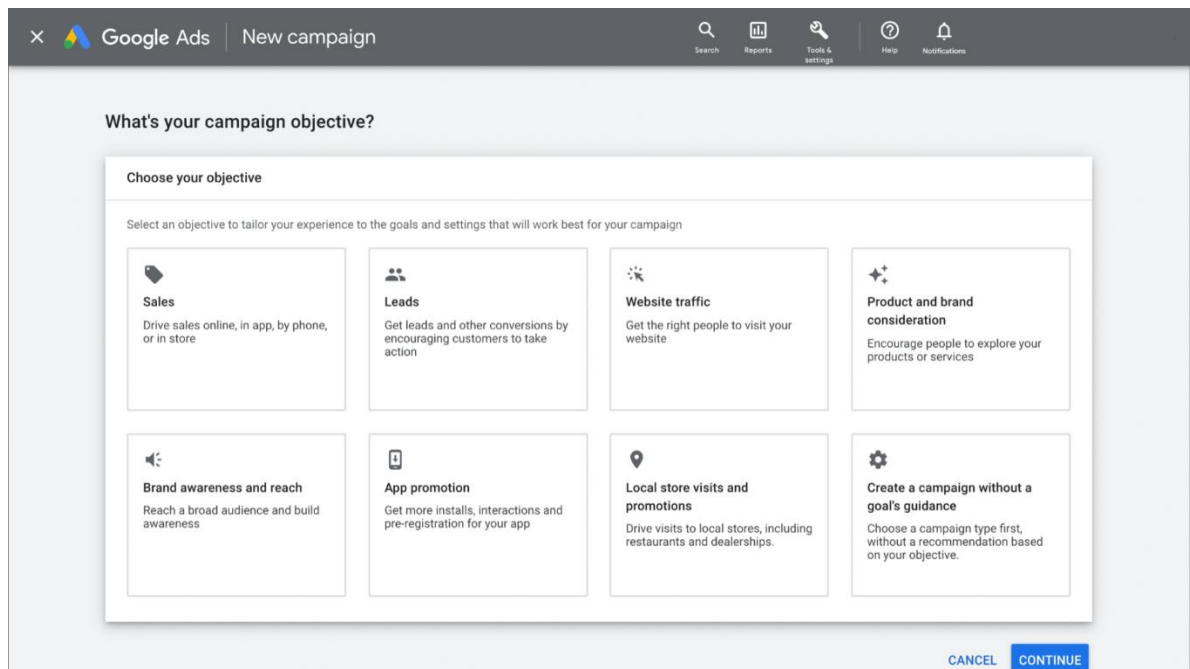 Google Ads New campaign
Search Reports Tools & settings Help Notifications
What's your campaign objective?
Choose your objective
Select an objective to tailor your experience to the goals and settings that will work best for your campaign
Sales
Drive sales online, in app, by phone,
or in store
Leads
Get leads and other conversions by
encouraging customers to take
action
Website traffic
Get the right people to visit your
website
Product and brand
consideration
Encourage people to explore your
products or services
Brand awareness and reach
Reach a broad audience and build
awareness
App promotion
Get more installs, interactions and
pre-registration for your app
Local store visits and
promotions
Drive visits to local stores, including
restaurants and dealerships.
Create a campaign without a
goal's guidance
Choose a campaign type first,
without a recommendation based
on your objective.
CANCEL CONTINUE